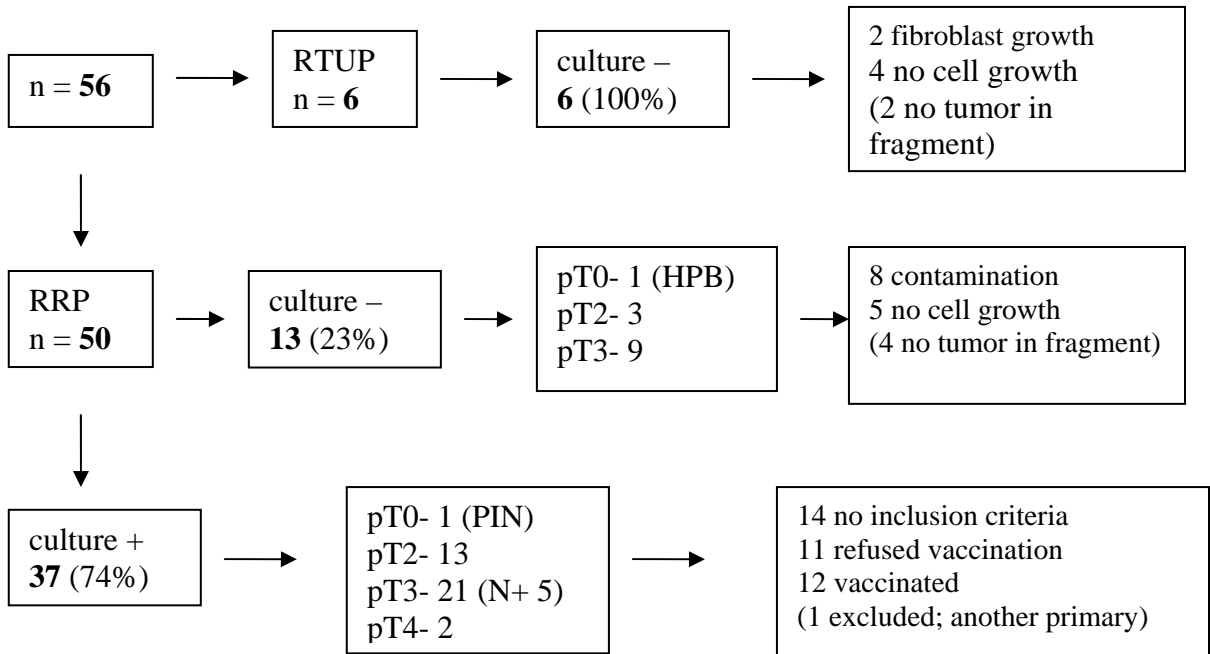 n = 56
RTUP
n = 6
culture –
6 (100%)
2 fibroblast growth
4 no cell growth
(2 no tumor in
fragment)
RRP
n = 50
culture –
13 (23%)
pT0- 1 (HPB)
pT2- 3
pT3- 9
8 contamination
5 no cell growth
(4 no tumor in fragment)
culture +
37 (74%)
pT0- 1 (PIN)
pT2- 13
pT3- 21 (N+ 5)
pT4- 2
14 no inclusion criteria
11 refused vaccination
12 vaccinated
(1 excluded; another primary)